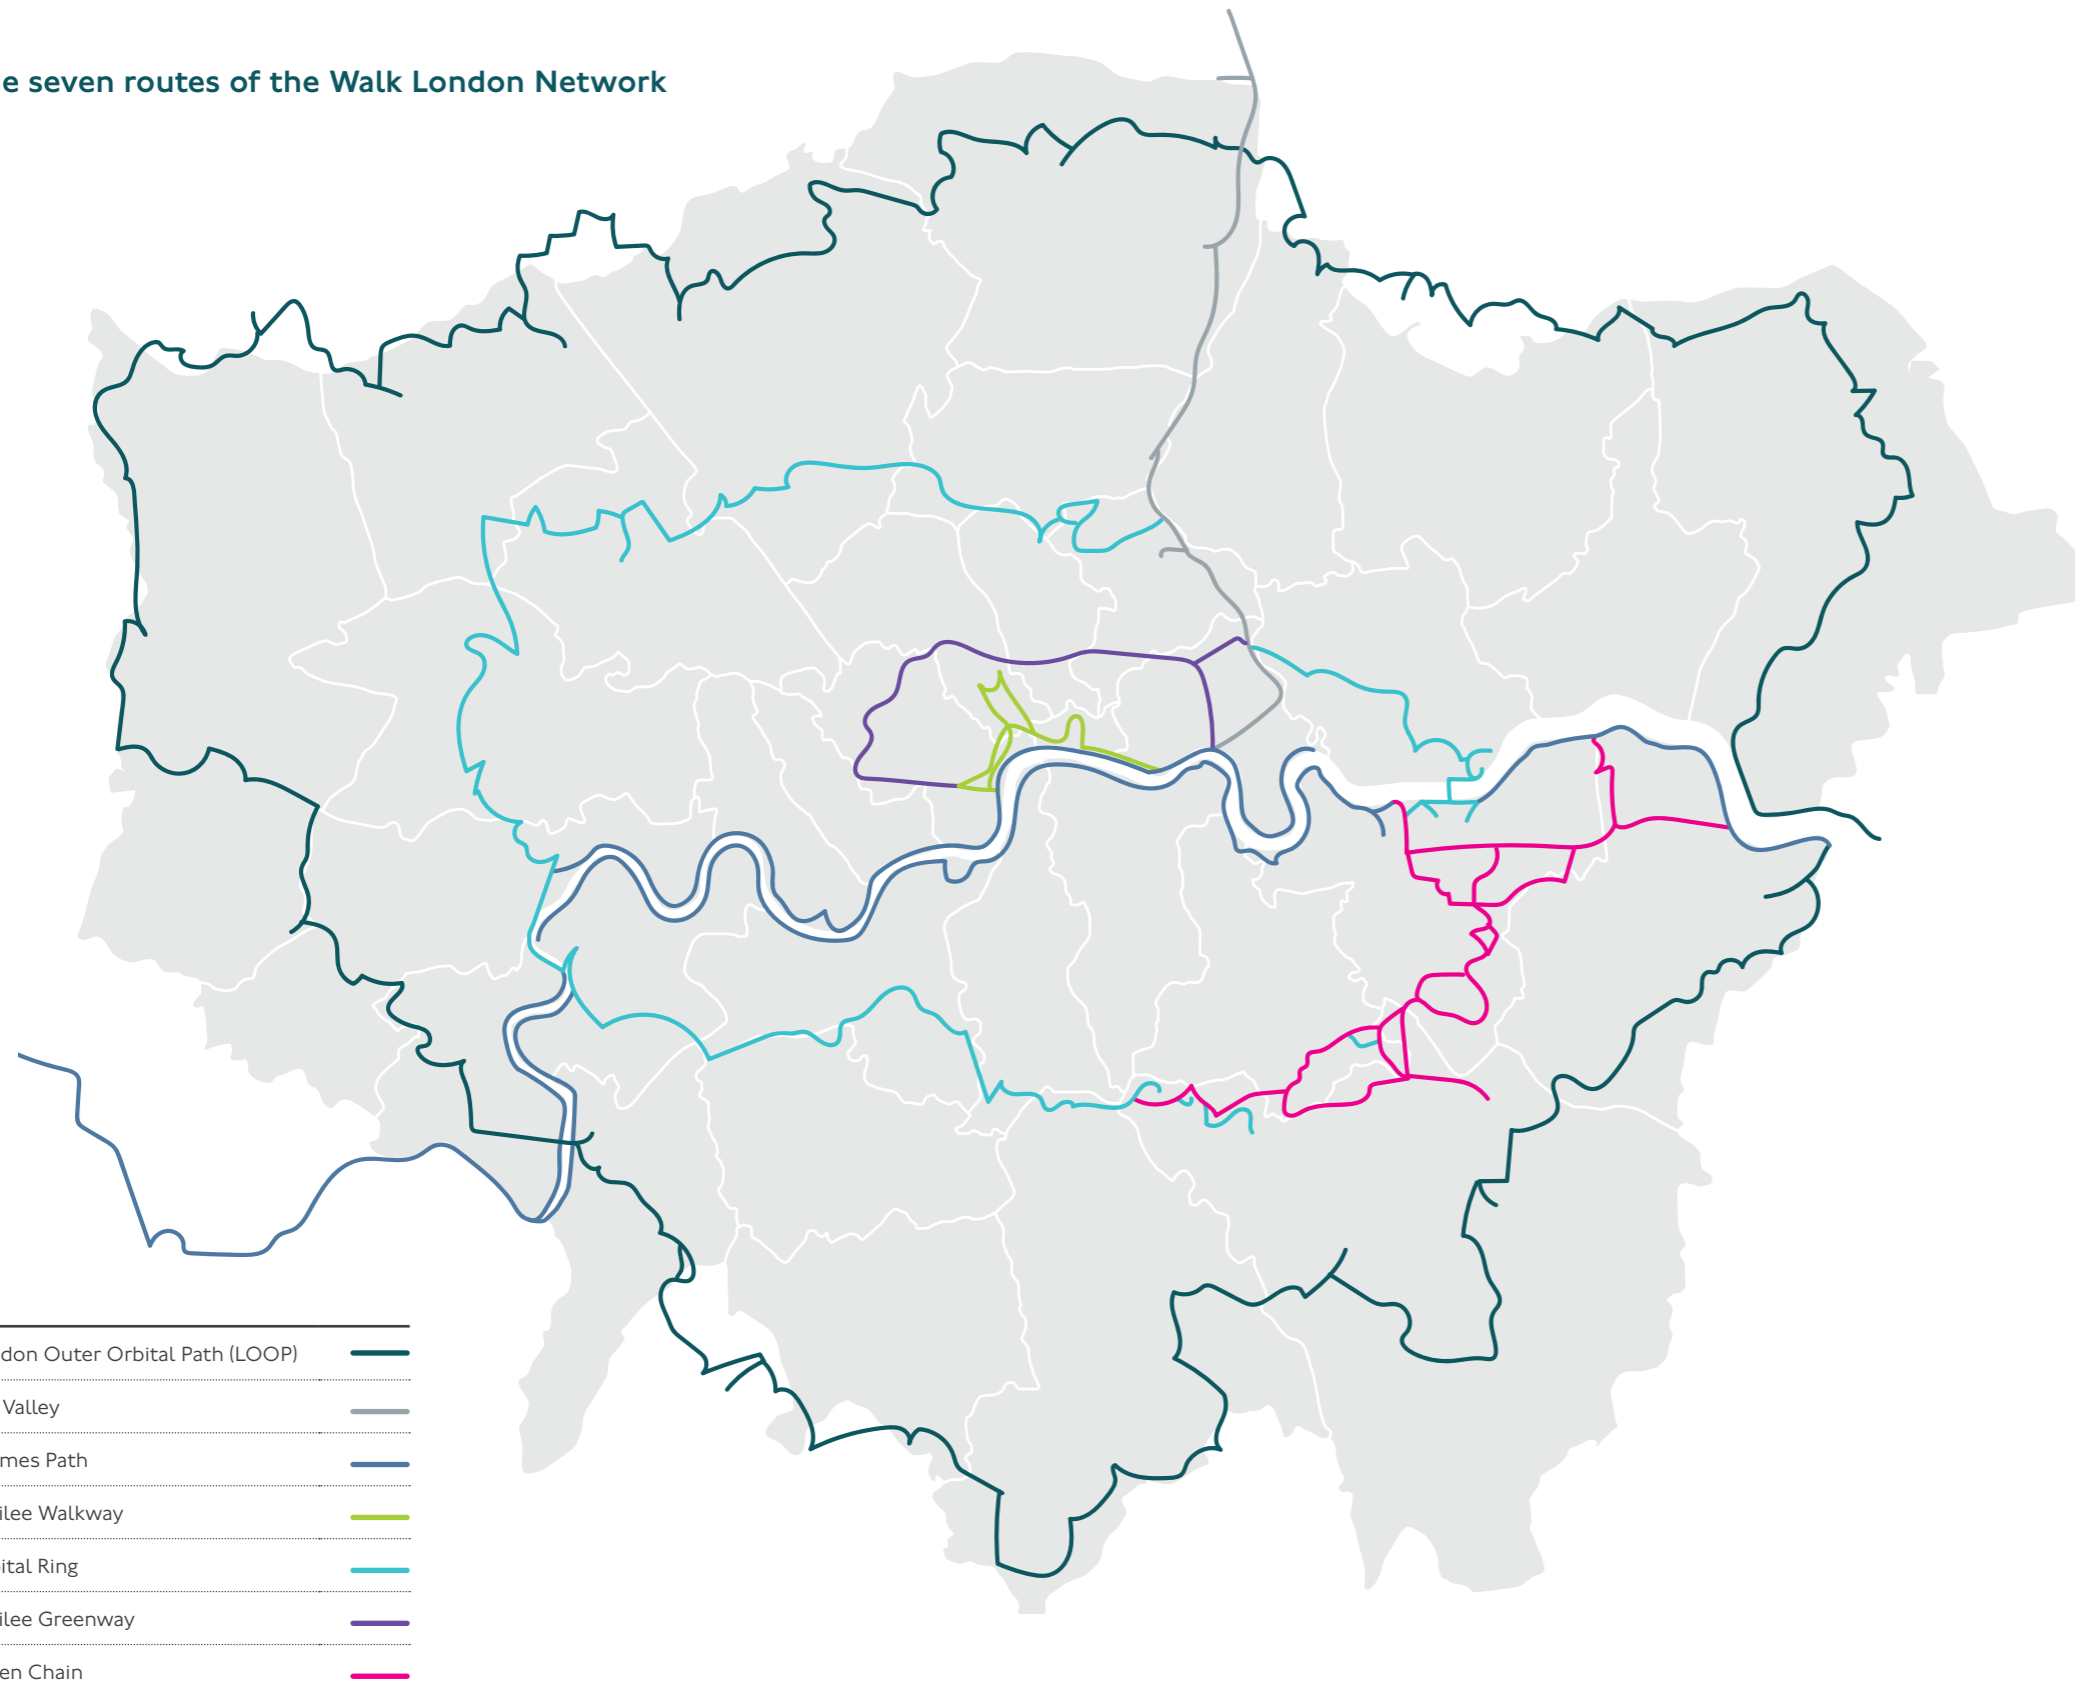 e seven routes of the Walk London Network
don Outer Orbital Path (LOOP)
Valley
mes Path
ilee Walkway
ital Ring
ilee Greenway
en Chain